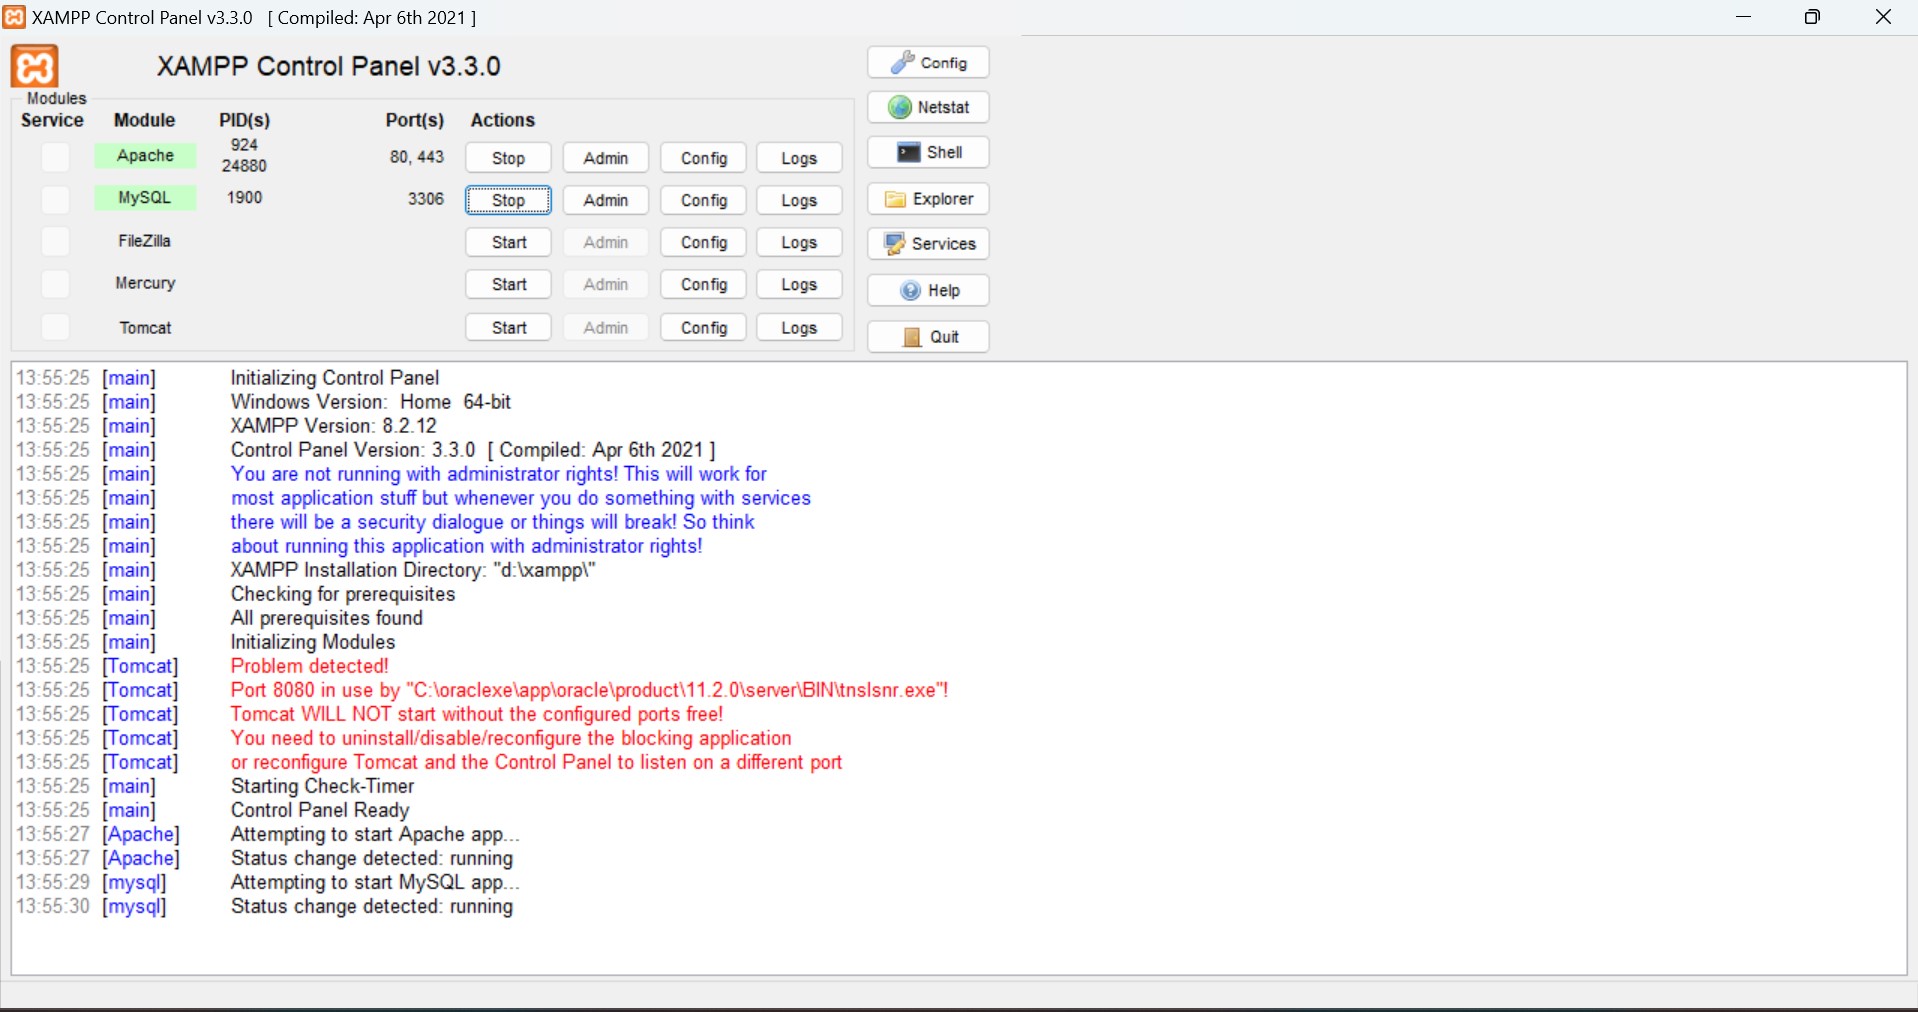 XAMPP Control Panel v3.3.0 [ Compiled: Apr 6th 2021 ]
XAMPP Control Panel v3.3.0
Modules
Service Module PID(s) Port(s) Actions
Apache 924 24880 80, 443 Stop Admin Config Logs
MySQL 1900 3306 Stop Admin Config Logs
FileZilla Start Admin Config Logs
Mercury Start Admin Config Logs
Tomcat Start Admin Config Logs
Config
Netstat
Shell
Explorer
Services
Help
Quit
13:55:25 [main] Initializing Control Panel
13:55:25 [main] Windows Version: Home 64-bit
13:55:25 [main] XAMPP Version: 8.2.12
13:55:25 [main] Control Panel Version: 3.3.0 [ Compiled: Apr 6th 2021 ]
13:55:25 [main] You are not running with administrator rights! This will work for
13:55:25 [main] most application stuff but whenever you do something with services
13:55:25 [main] there will be a security dialogue or things will break! So think
13:55:25 [main] about running this application with administrator rights!
13:55:25 [main] XAMPP Installation Directory: "d:\xampp\"
13:55:25 [main] Checking for prerequisites
13:55:25 [main] All prerequisites found
13:55:25 [main] Initializing Modules
13:55:25 [Tomcat] Problem detected!
13:55:25 [Tomcat] Port 8080 in use by "C:\oraclexe\app\oracle\product\11.2.0\server\BIN\tnslsnr.exe"!
13:55:25 [Tomcat] Tomcat WILL NOT start without the configured ports free!
13:55:25 [Tomcat] You need to uninstall/disable/reconfigure the blocking application
13:55:25 [Tomcat] or reconfigure Tomcat and the Control Panel to listen on a different port
13:55:25 [main] Starting Check-Timer
13:55:25 [main] Control Panel Ready
13:55:27 [Apache] Attempting to start Apache app...
13:55:27 [Apache] Status change detected: running
13:55:29 [mysql] Attempting to start MySQL app...
13:55:30 [mysql] Status change detected: running